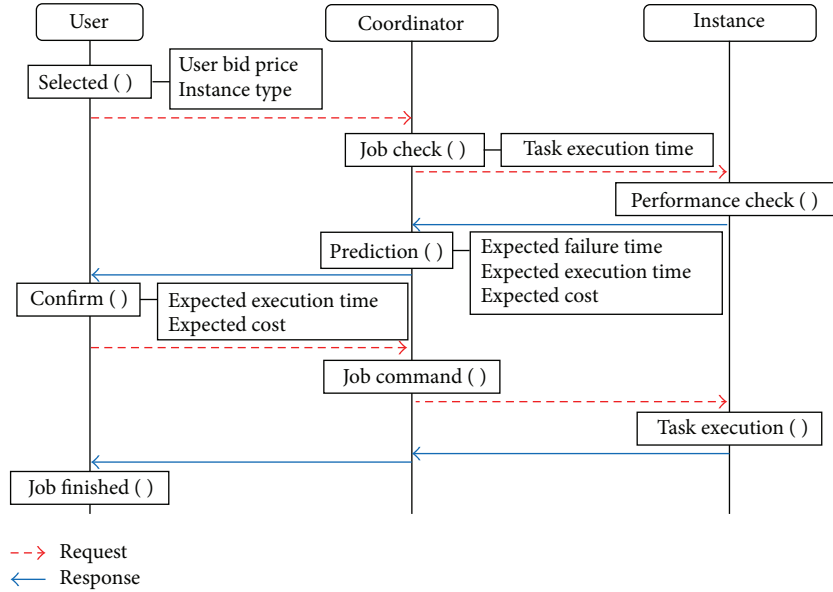 User
Coordinator
Instance
Selected ( )
User bid price
Instance type
Job check ( )
Task execution time
Performance check ( )
Prediction ( )
Expected failure time
Expected execution time
Expected cost
Confirm ( )
Expected execution time
Expected cost
Job command ( )
Task execution ( )
Job finished ( )
Request
Response